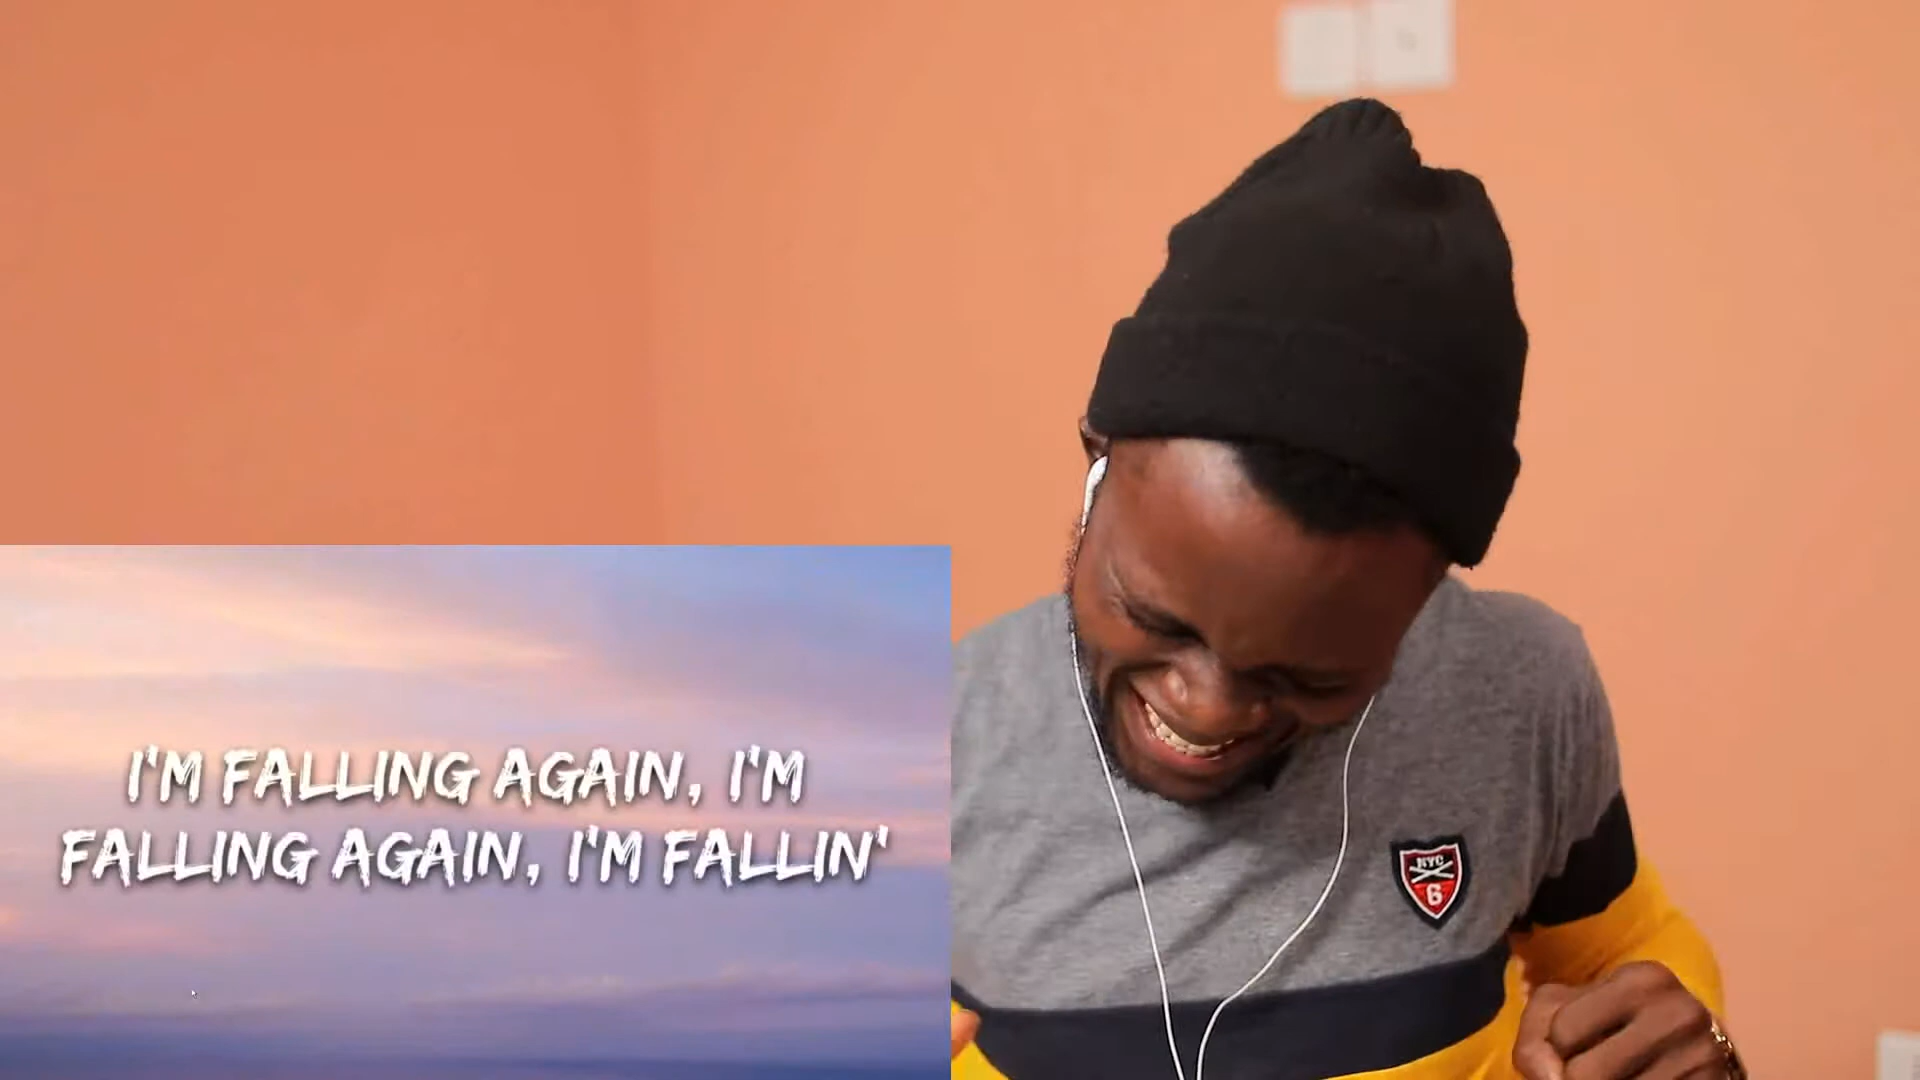 I'M FALLING AGAIN, I'M
FALLING AGAIN, I'M FALLIN'
NYC
6